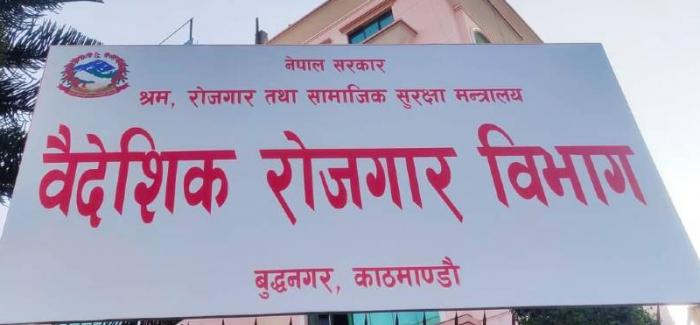 नेपाल सरकार
श्रम, रोजगार तथा सामाजिक सुरक्षा मन्त्रालय
वैदेशिक रोजगार विभाग
बुद्धनगर, काठमाण्डौ